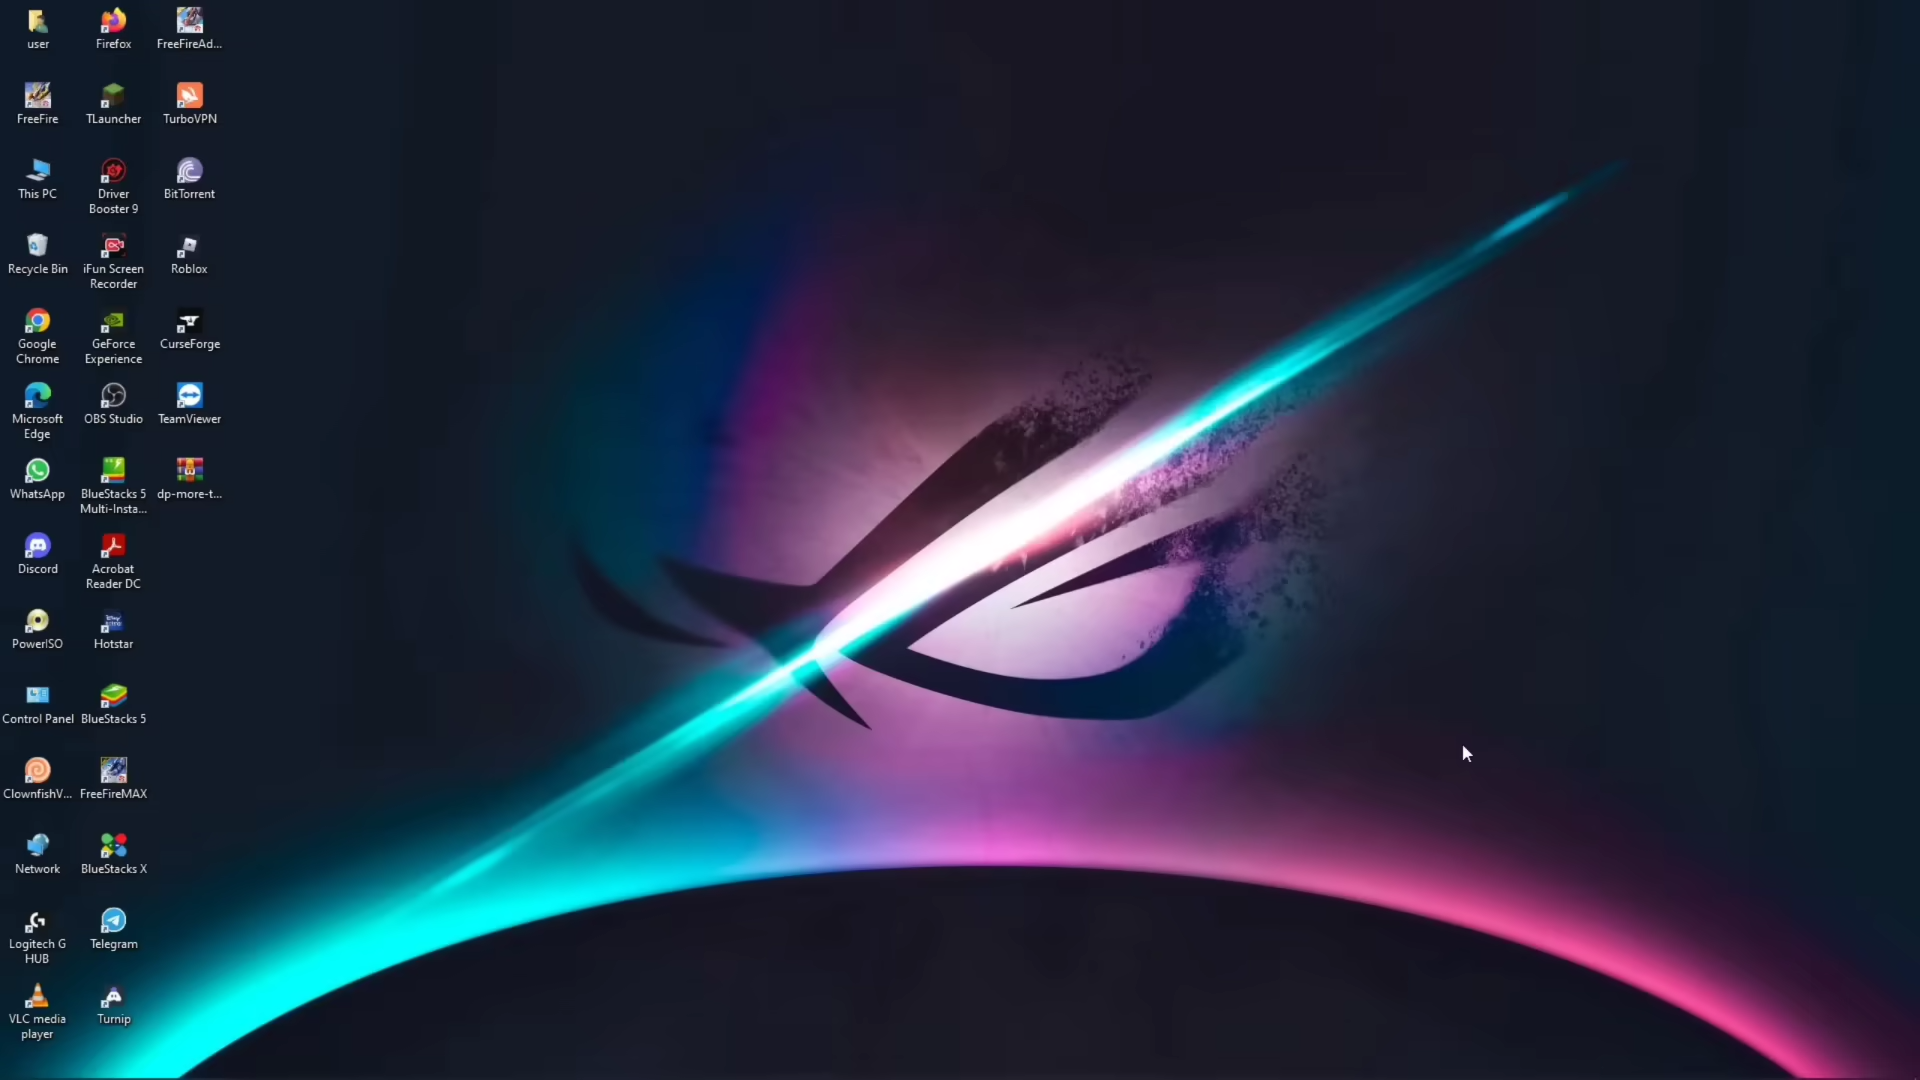 user
Firefox
FreeFireAd...
FreeFire
TLauncher
TurboVPN
This PC
Driver
Booster 9
BitTorrent
Recycle Bin
iFun Screen
Recorder
Roblox
Google
Chrome
GeForce
Experience
CurseForge
Microsoft
Edge
OBS Studio
TeamViewer
WhatsApp
BlueStacks 5
Multi-Insta...
dp-more-t...
Discord
Acrobat
Reader DC
PowerISO
Hotstar
Control Panel
BlueStacks 5
ClownfishV...
FreeFireMAX
Network
BlueStacks X
Logitech G
HUB
Telegram
VLC media
player
Turnip